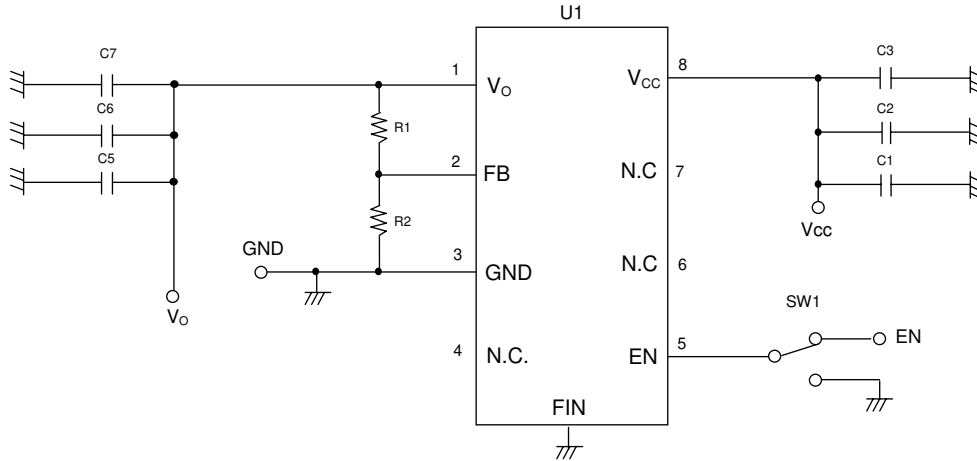 U1
C7
C3
1
8
Vo
Vcc
C6
C2
R1
C5
C1
2
FB
N.C
7
R2
Vcc
GND
3
GND
N.C
6
Vo
SW1
4
N.C.
EN
5
EN
FIN